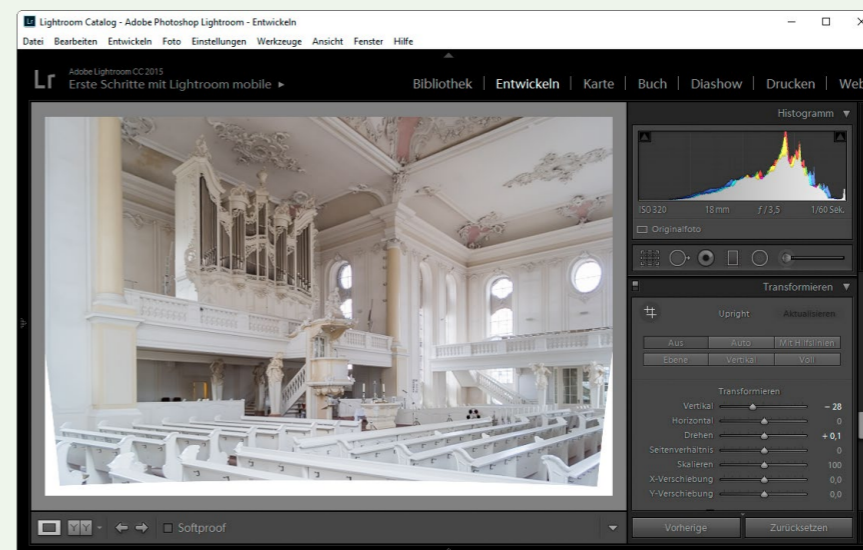 Lightroom Catalog - Adobe Photoshop Lightroom - Entwickeln
Datei Bearbeiten Entwickeln Foto Einstellungen Werkzeuge Ansicht Fenster Hilfe
Lr Adobe Lightroom CC 2015
Erste Schritte mit Lightroom mobile
Bibliothek | Entwickeln | Karte | Buch | Diashow | Drucken | Web
Histogramm
ISO 320 18 mm f / 3,5 1/60 Sek.
Originalfoto
Transformieren
Upright Aktualisieren
Aus Auto Mit Hilfslinien
Ebene Vertikal Voll
Transformieren
Vertikal - 28
Horizontal 0
Drehen + 0,1
Seitenverhältnis 0
Skalieren 100
X-Verschiebung 0,0
Y-Verschiebung 0,0
Softproof
Vorherige Zurücksetzen